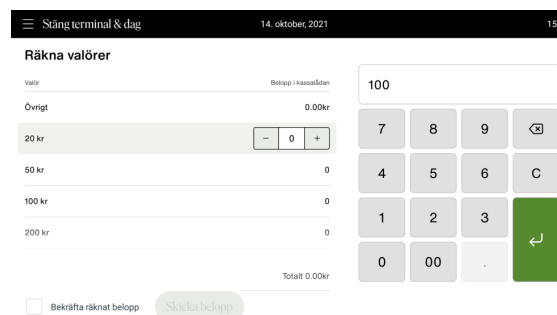 Stäng terminal & dag 14. oktober, 2021 15
Räkna valörer
Valör Belopp i kassalådan
Övrigt 0.00kr
20 kr − 0 +
50 kr 0
100 kr 0
200 kr 0
Totalt 0.00kr
Bekräfta räknat belopp Skicka belopp
100
7 8 9
4 5 6 C
1 2 3
0 00 .